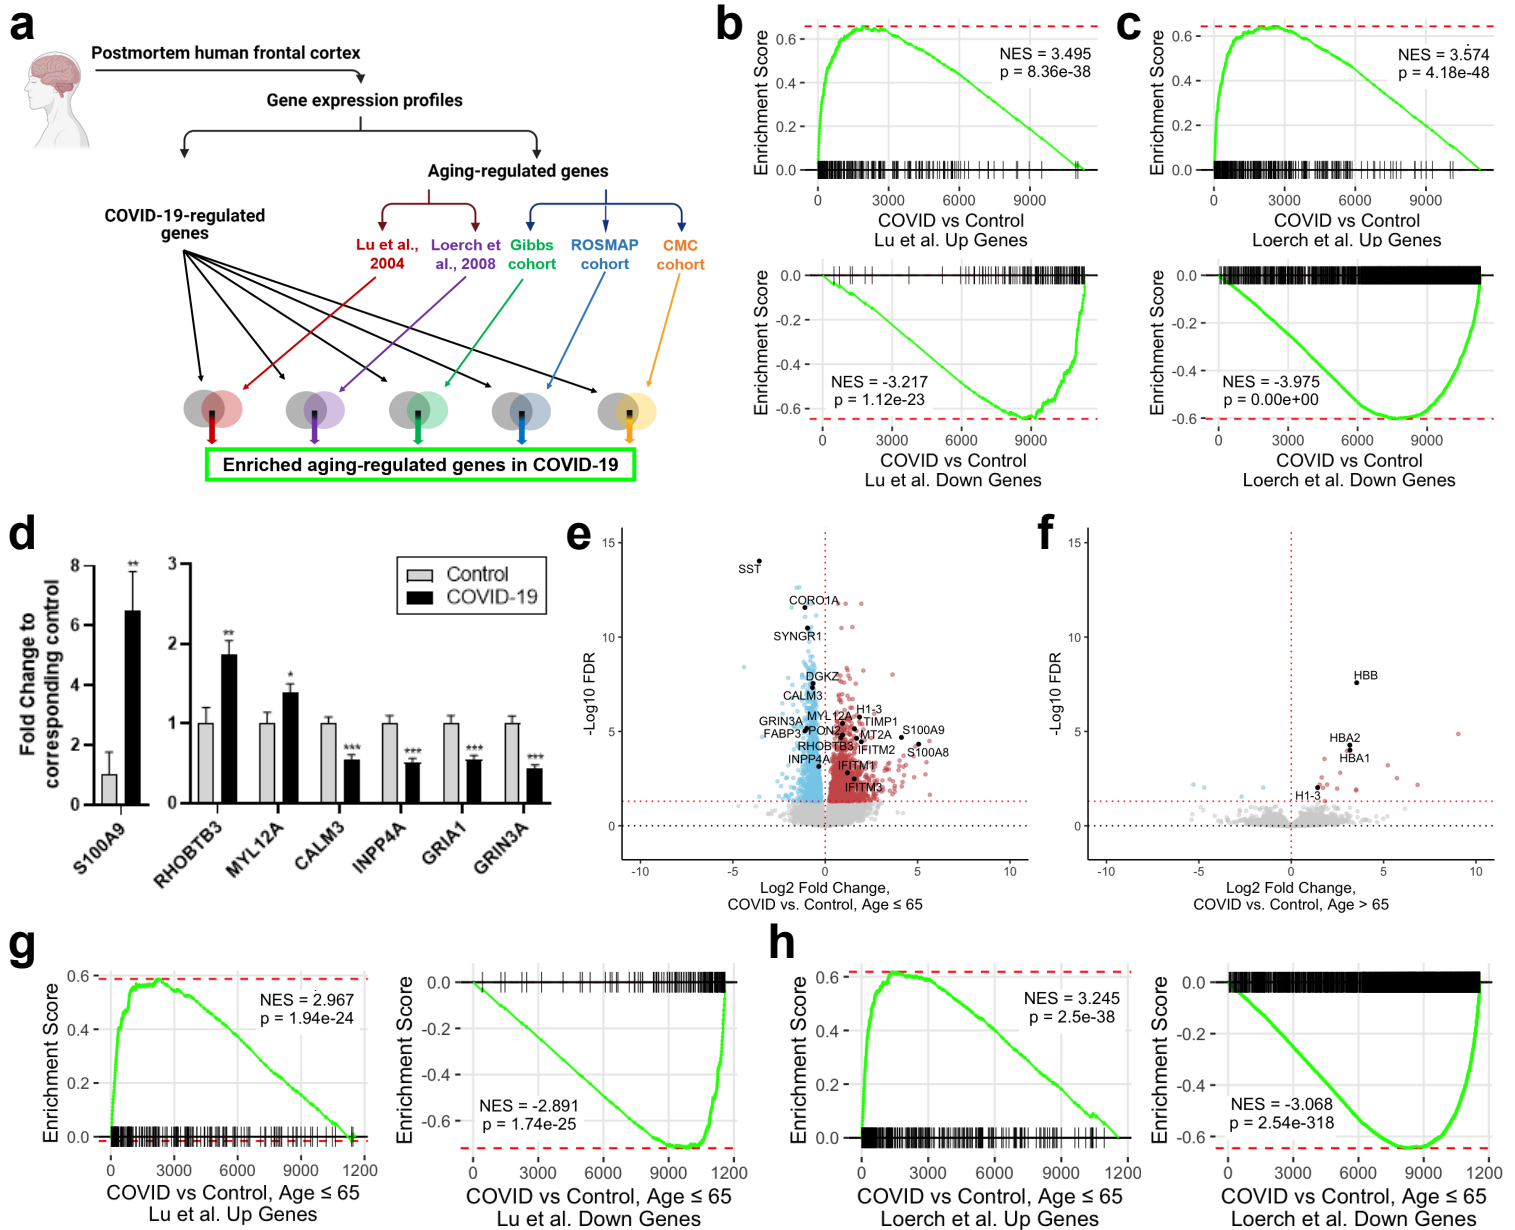 a
Postmortem human frontal cortex
Gene expression profiles
Aging-regulated genes
COVID-19-regulated
genes
Lu et al.,
2004
Loerch et
al., 2008
Gibbs
cohort
ROSMAP
cohort
CMC
cohort
Enriched aging-regulated genes in COVID-19
b
Enrichment Score
0.6
0.4
0.2
0.0
NES = 3.495
p = 8.36e-38
0 3000 6000 9000
COVID vs Control
Lu et al. Up Genes
Enrichment Score
0.0
-0.2
-0.4
-0.6
NES = -3.217
p = 1.12e-23
0 3000 6000 9000
COVID vs Control
Lu et al. Down Genes
c
Enrichment Score
0.6
0.4
0.2
0.0
NES = 3.574
p = 4.18e-48
0 3000 6000 9000
COVID vs Control
Loerch et al. Up Genes
Enrichment Score
0.0
-0.2
-0.4
-0.6
NES = -3.975
p = 0.00e+00
0 3000 6000 9000
COVID vs Control
Loerch et al. Down Genes
d
Fold Change to
corresponding control
8
6
4
2
0
**
S100A9
3
2
1
0
Control
COVID-19
** * *** *** *** ***
RHOBTB3 MYL12A CALM3 INPP4A GRIA1 GRIN3A
e
-Log10 FDR
15
10
5
0
SST
CORO1A
SYNGR1
DGKZ
CALM3
MYL12A
H1-3
GRIN3A
TIMP1
FABP3
PON2
MT2A
S100A9
RHOBTB3
IFITM2
S100A8
INPP4A
IFITM1
IFITM3
-10 -5 0 5 10
Log2 Fold Change,
COVID vs. Control, Age ≤ 65
f
-Log10 FDR
15
10
5
0
HBB
HBA2
HBA1
H1-3
-10 -5 0 5 10
Log2 Fold Change,
COVID vs. Control, Age > 65
g
Enrichment Score
0.6
0.4
0.2
0.0
NES = 2.967
p = 1.94e-24
0 3000 6000 9000 1200
COVID vs Control, Age ≤ 65
Lu et al. Up Genes
Enrichment Score
0.0
-0.2
-0.4
-0.6
NES = -2.891
p = 1.74e-25
0 3000 6000 9000 1200
COVID vs Control, Age ≤ 65
Lu et al. Down Genes
h
Enrichment Score
0.6
0.4
0.2
0.0
NES = 3.245
p = 2.5e-38
0 3000 6000 9000 1200
COVID vs Control, Age ≤ 65
Loerch et al. Up Genes
Enrichment Score
0.0
-0.2
-0.4
-0.6
NES = -3.068
p = 2.54e-318
0 3000 6000 9000 1200
COVID vs Control, Age ≤ 65
Loerch et al. Down Genes